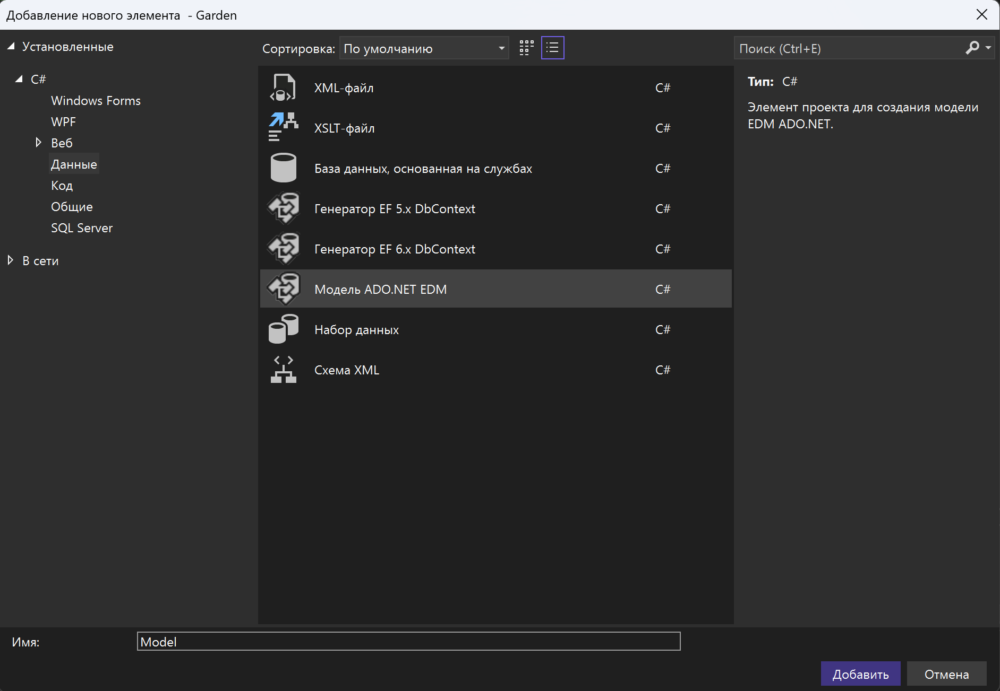 Добавление нового элемента - Garden
Установленные
C#
Windows Forms
WPF
Веб
Данные
Код
Общие
SQL Server
В сети
Сортировка: По умолчанию
XML-файл C#
XSLT-файл C#
База данных, основанная на службах C#
Генератор EF 5.x DbContext C#
Генератор EF 6.x DbContext C#
Модель ADO.NET EDM C#
Набор данных C#
Схема XML C#
Поиск (Ctrl+E)
Тип: C#
Элемент проекта для создания модели
EDM ADO.NET.
Имя: Model
Добавить Отмена